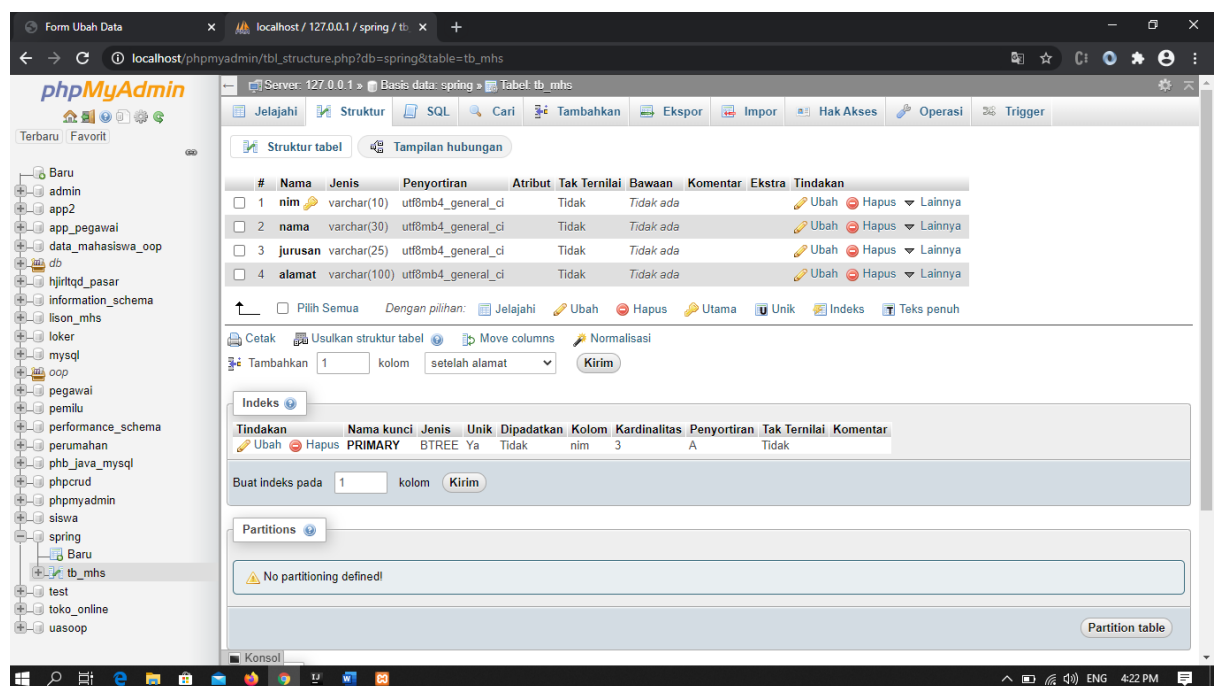 Form Ubah Data
localhost / 127.0.0.1 / spring / tb_
localhost/phpmyadmin/tbl_structure.php?db=spring&table=tb_mhs
phpMyAdmin
Terbaru Favorit
Baru
admin
app2
app_pegawai
data_mahasiswa_oop
db
hjirltqd_pasar
information_schema
lison_mhs
loker
mysql
oop
pegawai
pemilu
performance_schema
perumahan
phb_java_mysql
phpcrud
phpmyadmin
siswa
spring
Baru
tb_mhs
test
toko_online
uasoop
Server: 127.0.0.1 » Basis data: spring » Tabel: tb_mhs
Jelajahi Struktur SQL Cari Tambahkan Ekspor Impor Hak Akses Operasi Trigger
Struktur tabel Tampilan hubungan
# Nama Jenis Penyortiran Atribut Tak Ternilai Bawaan Komentar Ekstra Tindakan
1 nim varchar(10) utf8mb4_general_ci Tidak Tidak ada Ubah Hapus Lainnya
2 nama varchar(30) utf8mb4_general_ci Tidak Tidak ada Ubah Hapus Lainnya
3 jurusan varchar(25) utf8mb4_general_ci Tidak Tidak ada Ubah Hapus Lainnya
4 alamat varchar(100) utf8mb4_general_ci Tidak Tidak ada Ubah Hapus Lainnya
Pilih Semua Dengan pilihan: Jelajahi Ubah Hapus Utama Unik Indeks Teks penuh
Cetak Usulkan struktur tabel Move columns Normalisasi
Tambahkan 1 kolom setelah alamat Kirim
Indeks
Tindakan Nama kunci Jenis Unik Dipadatkan Kolom Kardinalitas Penyortiran Tak Ternilai Komentar
Ubah Hapus PRIMARY BTREE Ya Tidak nim 3 A Tidak
Buat indeks pada 1 kolom Kirim
Partitions
No partitioning defined!
Partition table
Konsol
ENG 4:22 PM